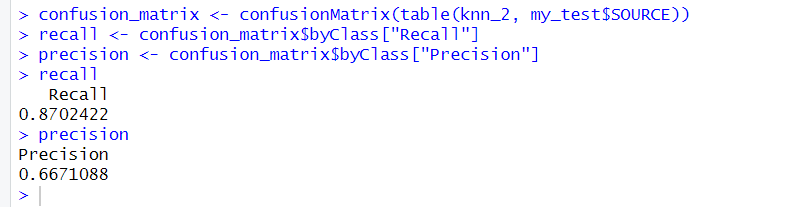 > confusion_matrix <- confusionMatrix(table(knn_2, my_test$SOURCE))
> recall <- confusion_matrix$byClass["Recall"]
> precision <- confusion_matrix$byClass["Precision"]
> recall
   Recall
0.8702422
> precision
Precision
0.6671088
>